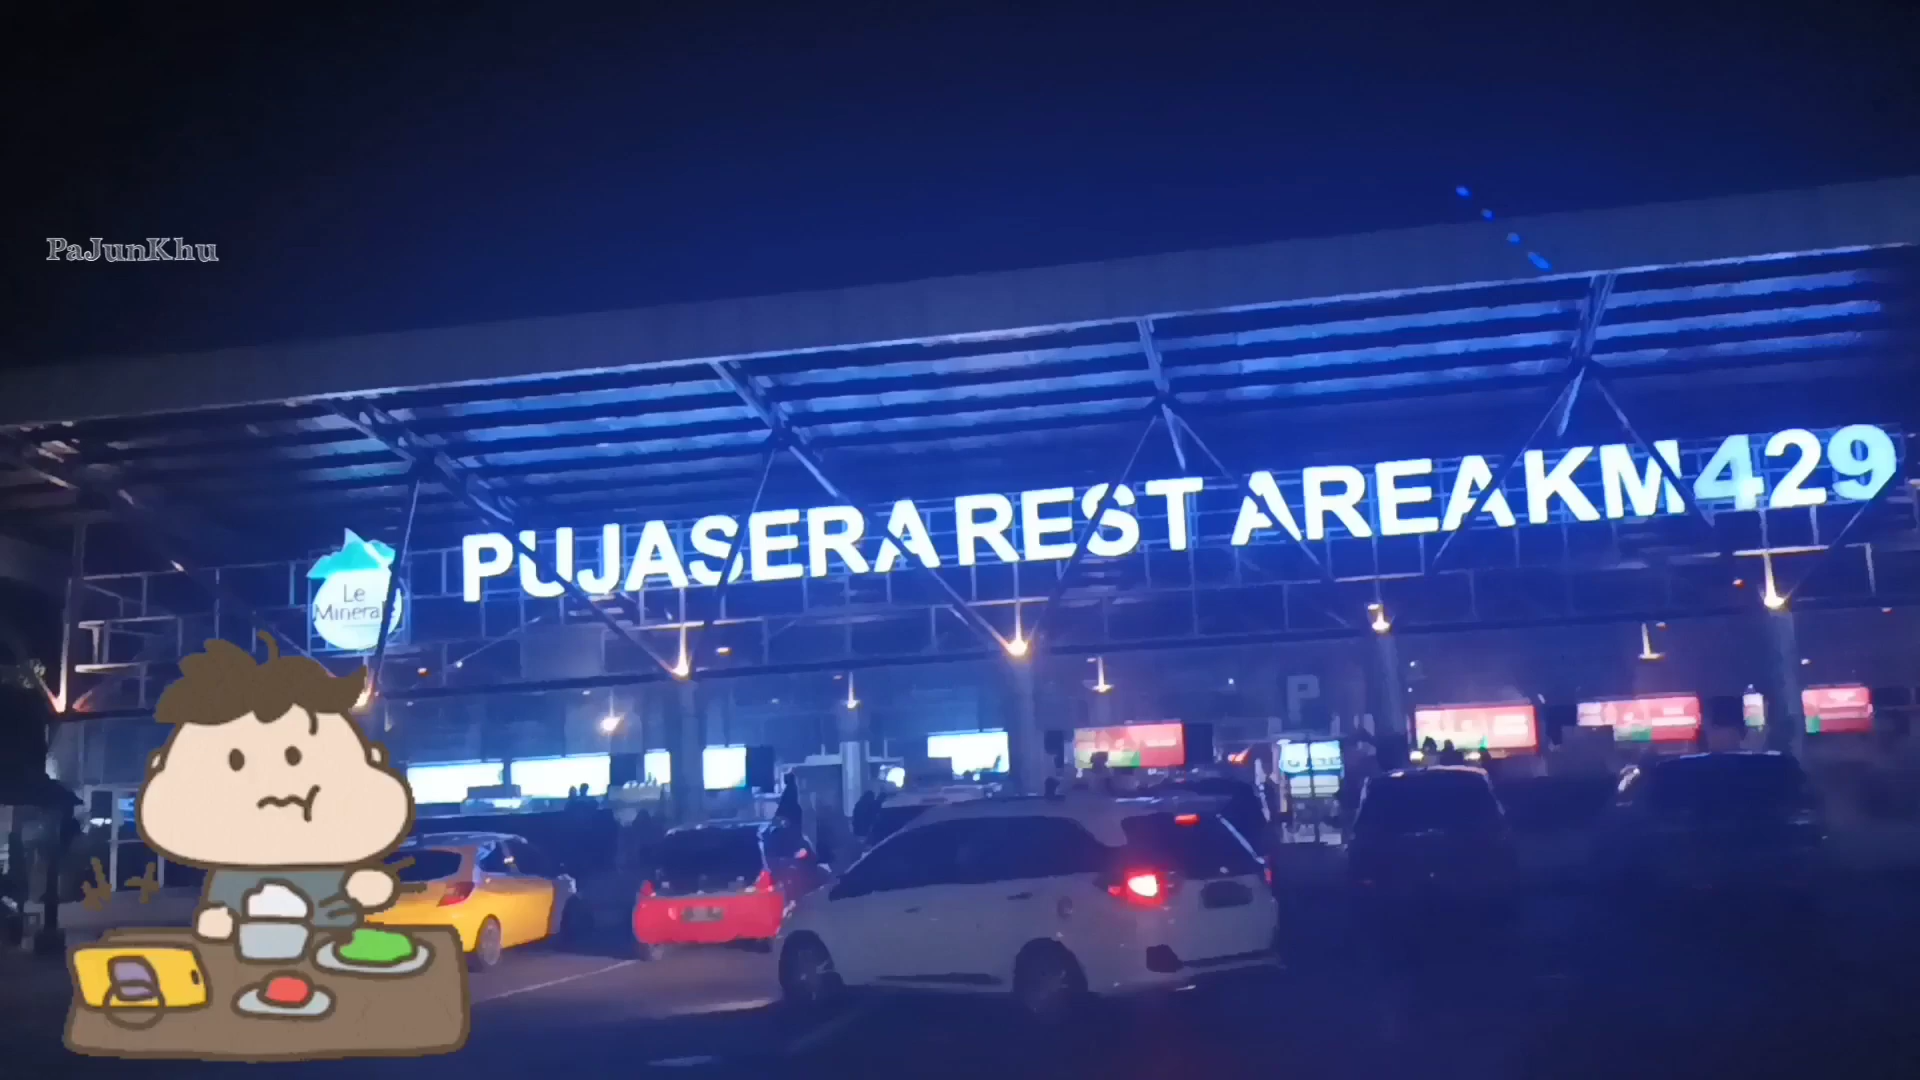 PaJunKhu
PUJASERA REST AREA KM 429
Le
Minerale
P